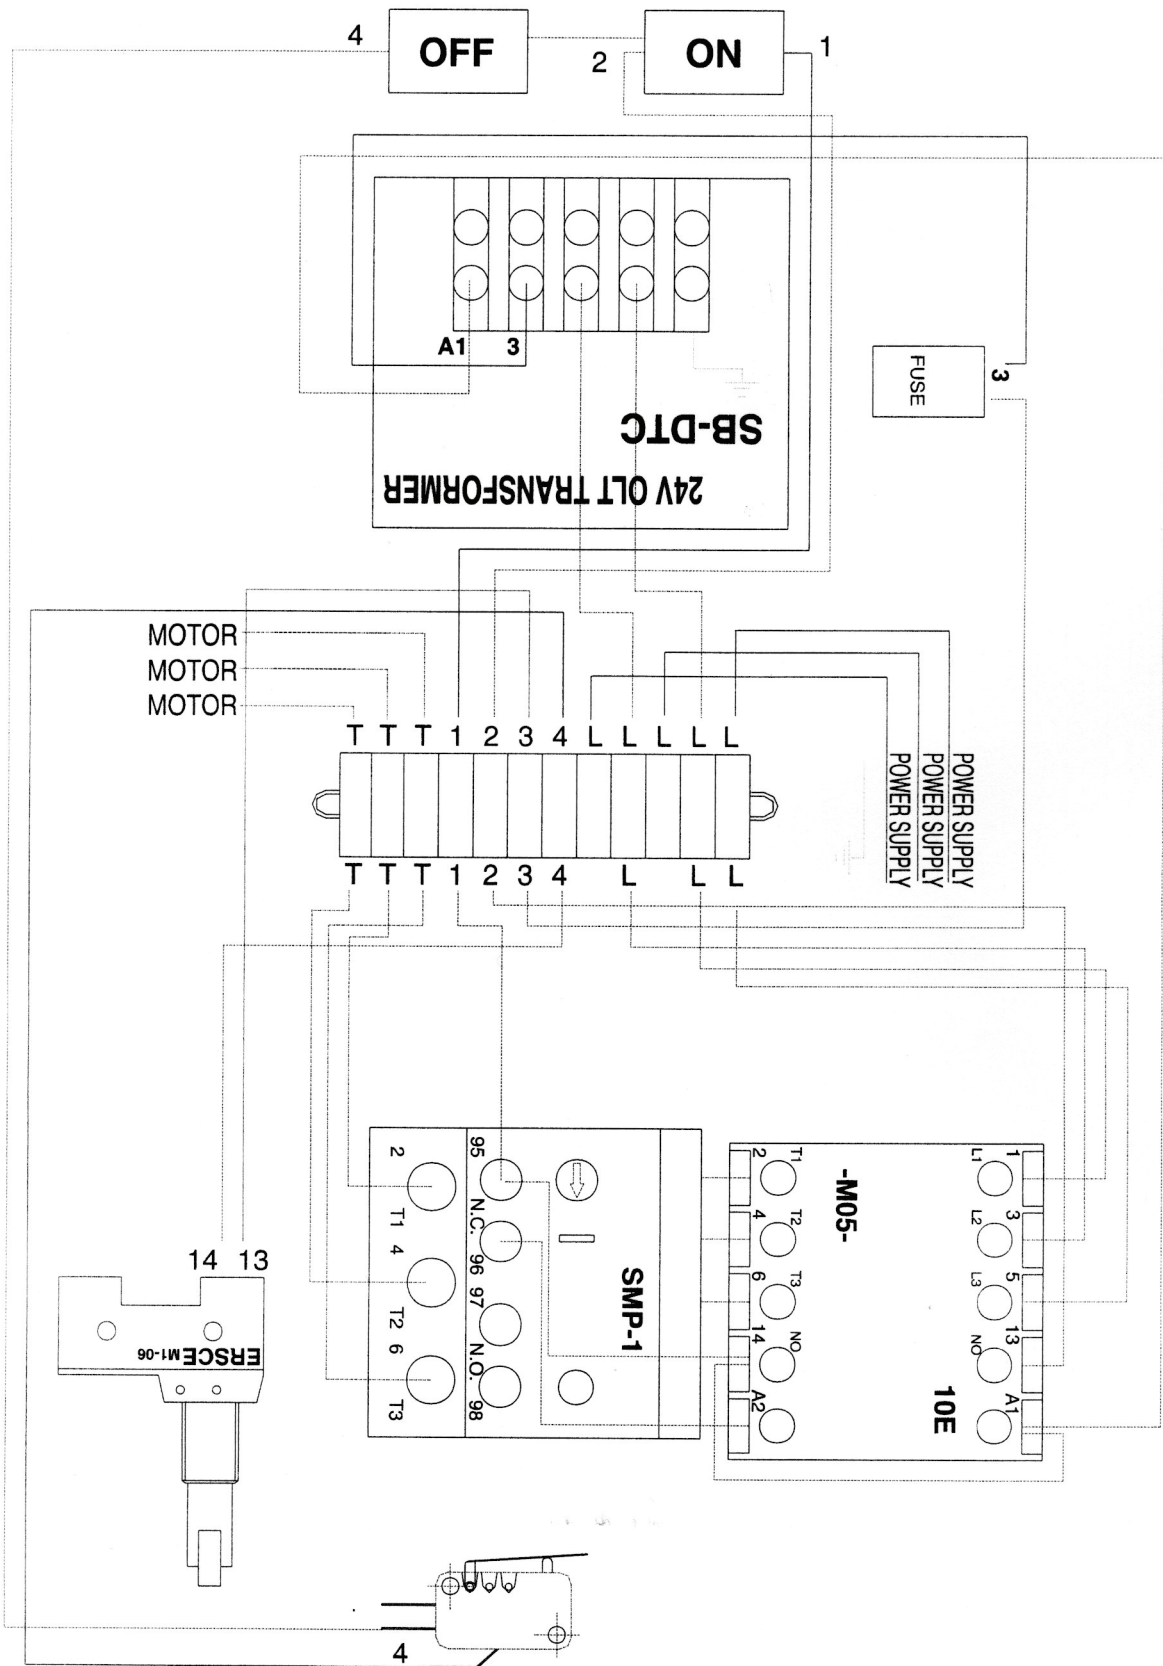 4
OFF
2
ON
1
A1 3
FUSE
3
SB-DTC
24V OLT TRANSFORMER
MOTOR
MOTOR
MOTOR
T T T 1 2 3 4 L L L L L
POWER SUPPLY
POWER SUPPLY
POWER SUPPLY
T T T 1 2 3 4 L L L
2 T1 4 T2 6 T3
95 N.C. 96 97 N.O. 98
SMP-1
2 4 6 14 A2
T1 T2 T3 NO
-M05-
10E
L1 L2 L3 NO
1 3 5 13 A1
14 13
ERSCE M1-06
4